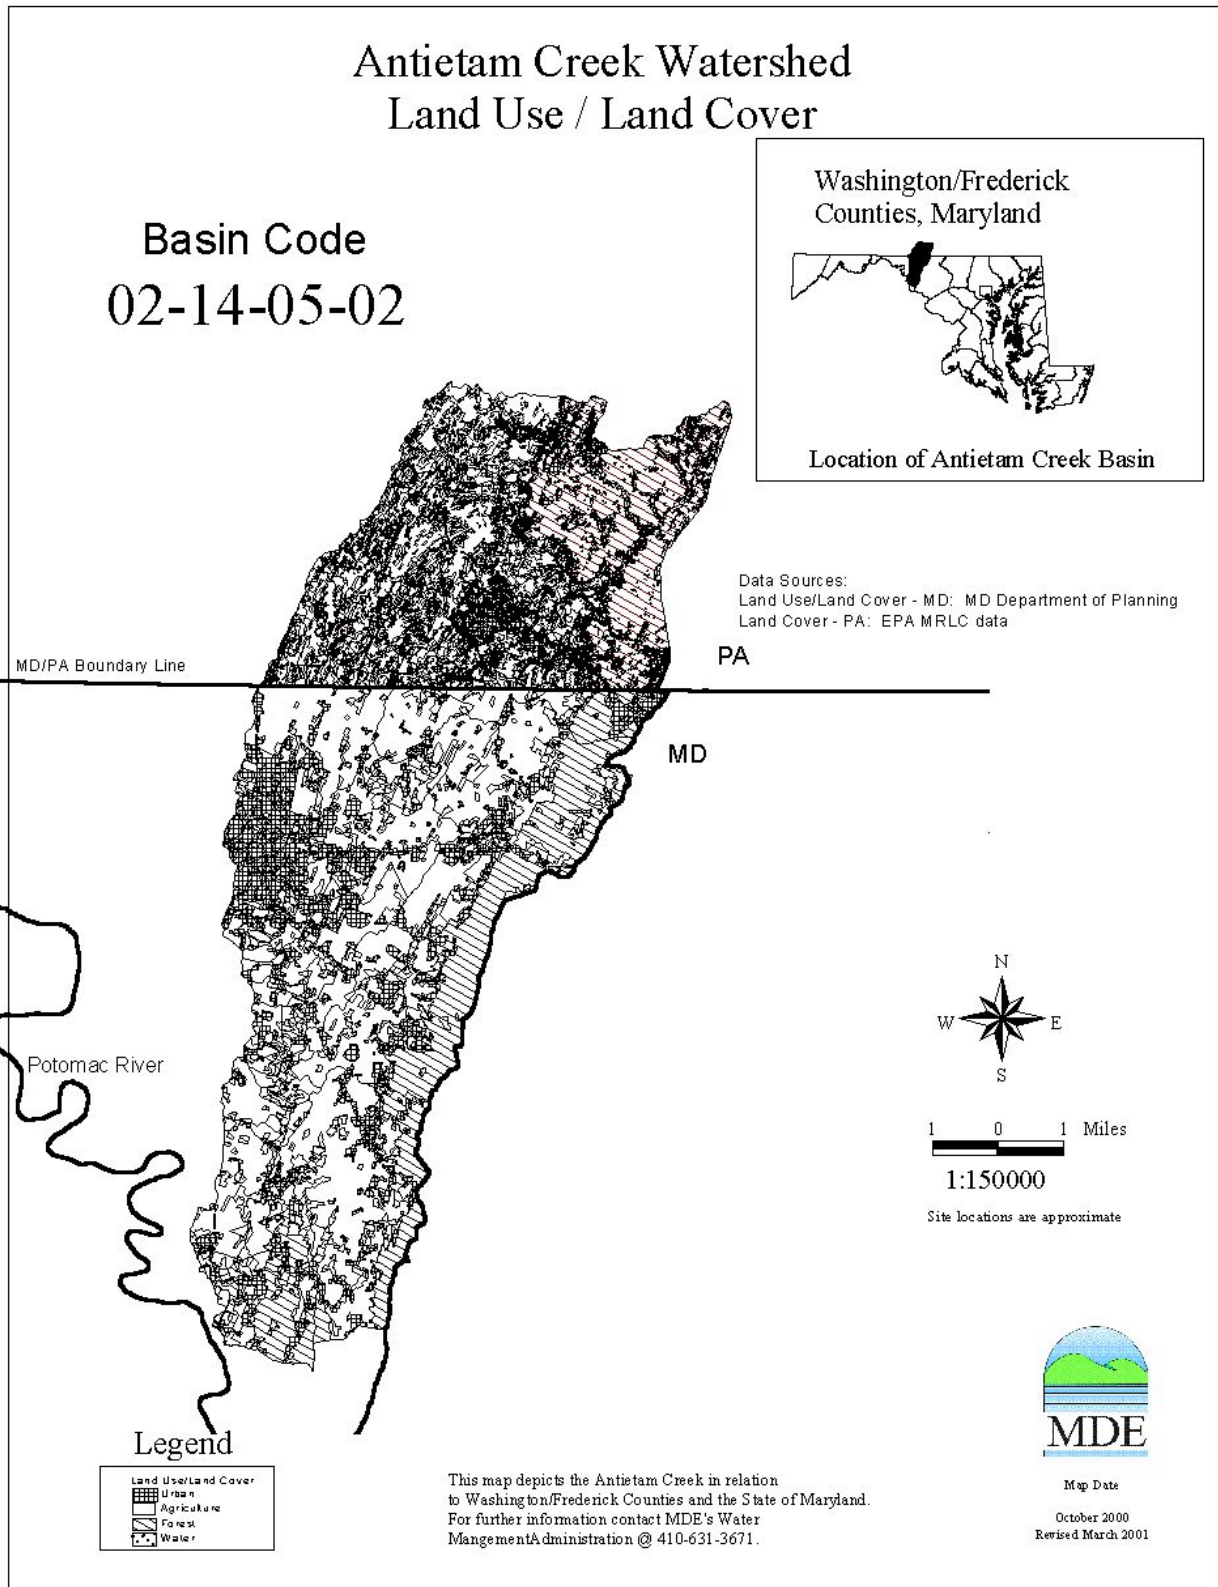 Antietam Creek Watershed
Land Use / Land Cover
Washington/Frederick
Counties, Maryland
Location of Antietam Creek Basin
Basin Code
02-14-05-02
Data Sources:
Land Use/Land Cover - MD: MD Department of Planning
Land Cover - PA: EPA MRLC data
MD/PA Boundary Line
PA
MD
N
W
E
S
Potomac River
1 0 1 Miles
1:150000
Site locations are approximate
MDE
Map Date
October 2000
Revised March 2001
Legend
Land Use/Land Cover
Urban
Agriculture
Forest
Water
This map depicts the Antietam Creek in relation
to Washington/Frederick Counties and the State of Maryland.
For further information contact MDE's Water
MangementAdministration @ 410-631-3671.